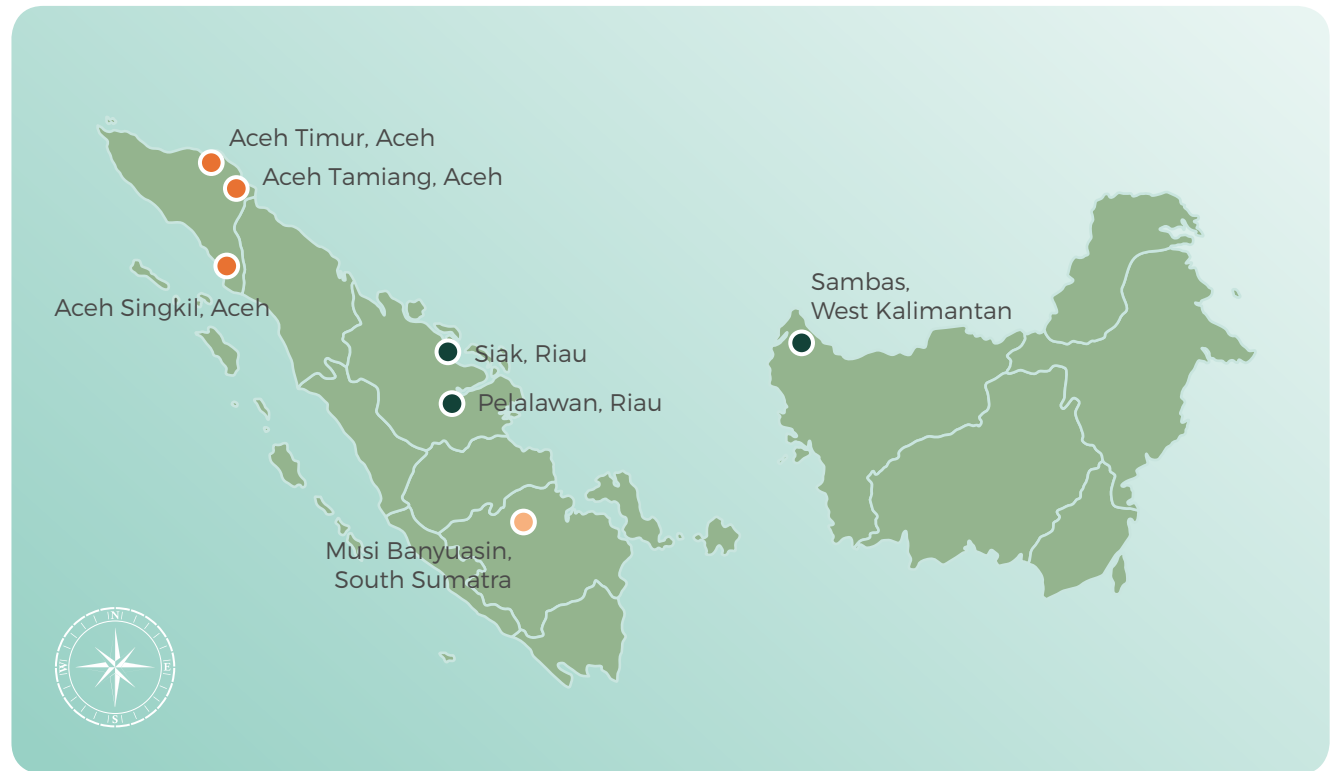 Aceh Timur, Aceh
Aceh Tamiang, Aceh
Aceh Singkil, Aceh
Siak, Riau
Pelalawan, Riau
Musi Banyuasin,
South Sumatra
Sambas,
West Kalimantan
N
W
E
S